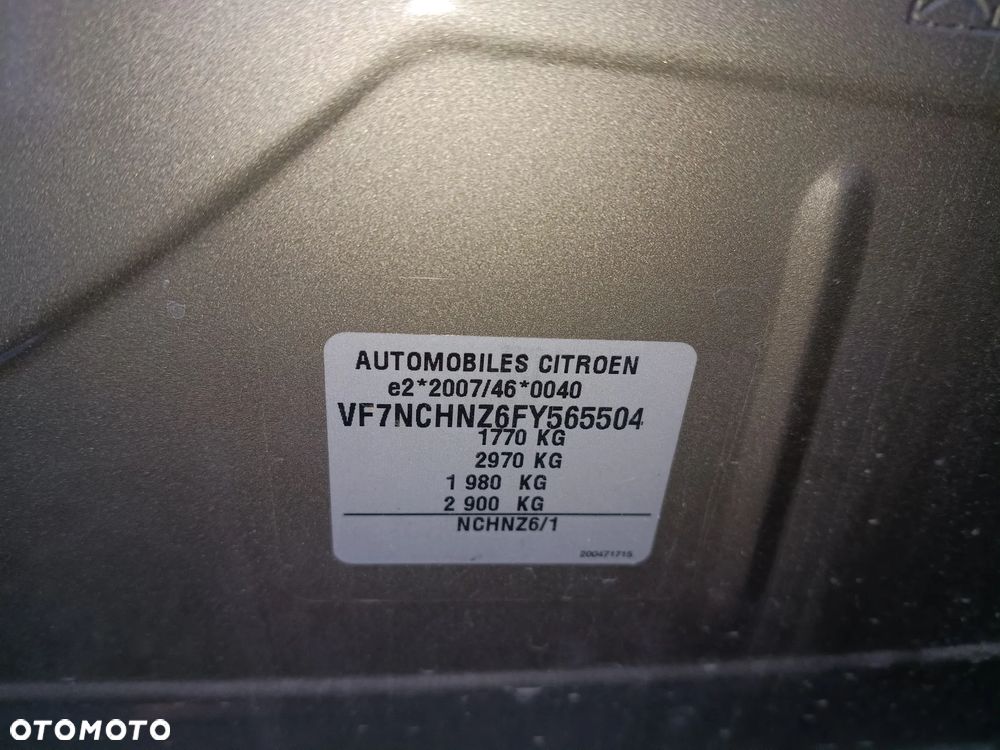 AUTOMOBILES CITROEN
e2*2007/46*0040
VF7NCHNZ6FY565504
1770 KG
2970 KG
1 980 KG
2 900 KG
NCHNZ6/1
200471715
OTOMOTO